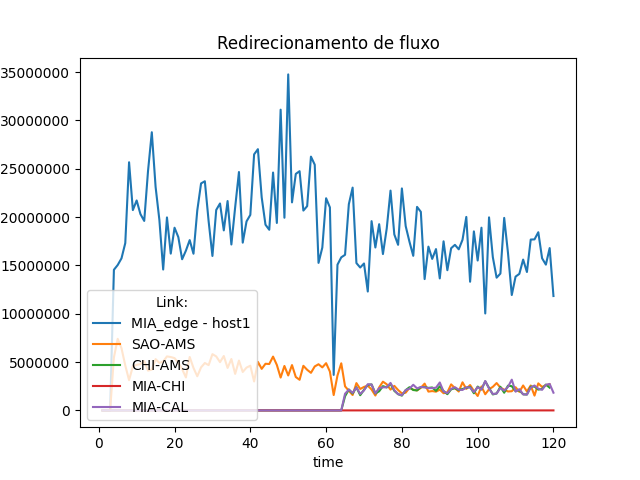 Redirecionamento de fluxo
35000000
30000000
25000000
20000000
15000000
10000000
5000000
0
Link:
MIA_edge - host1
SAO-AMS
CHI-AMS
MIA-CHI
MIA-CAL
0 20 40 60 80 100 120
time